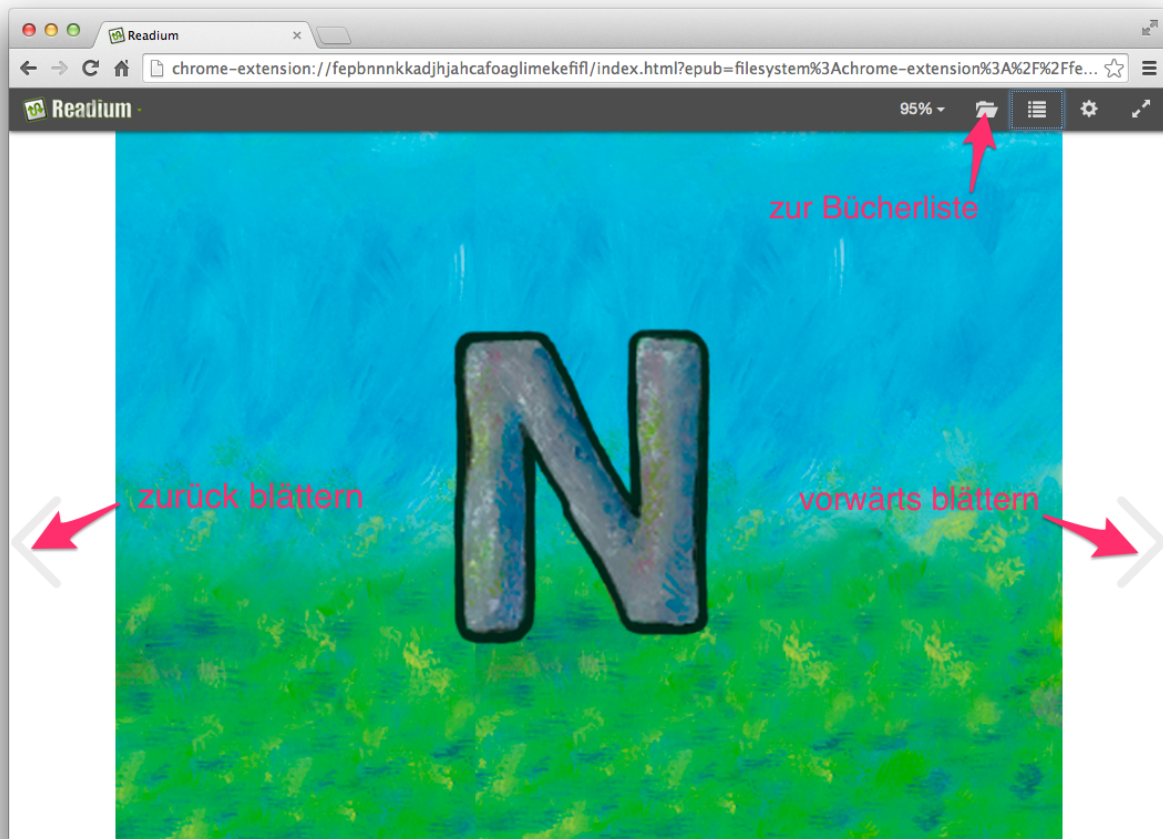 Readium
chrome-extension://fepbnnnkkadjhjahcafoaglimekefifl/index.html?epub=filesystem%3Achrome-extension%3A%2F%2Ffe...
Readium
95%
zur Bücherliste
N
zurück blättern
vorwärts blättern